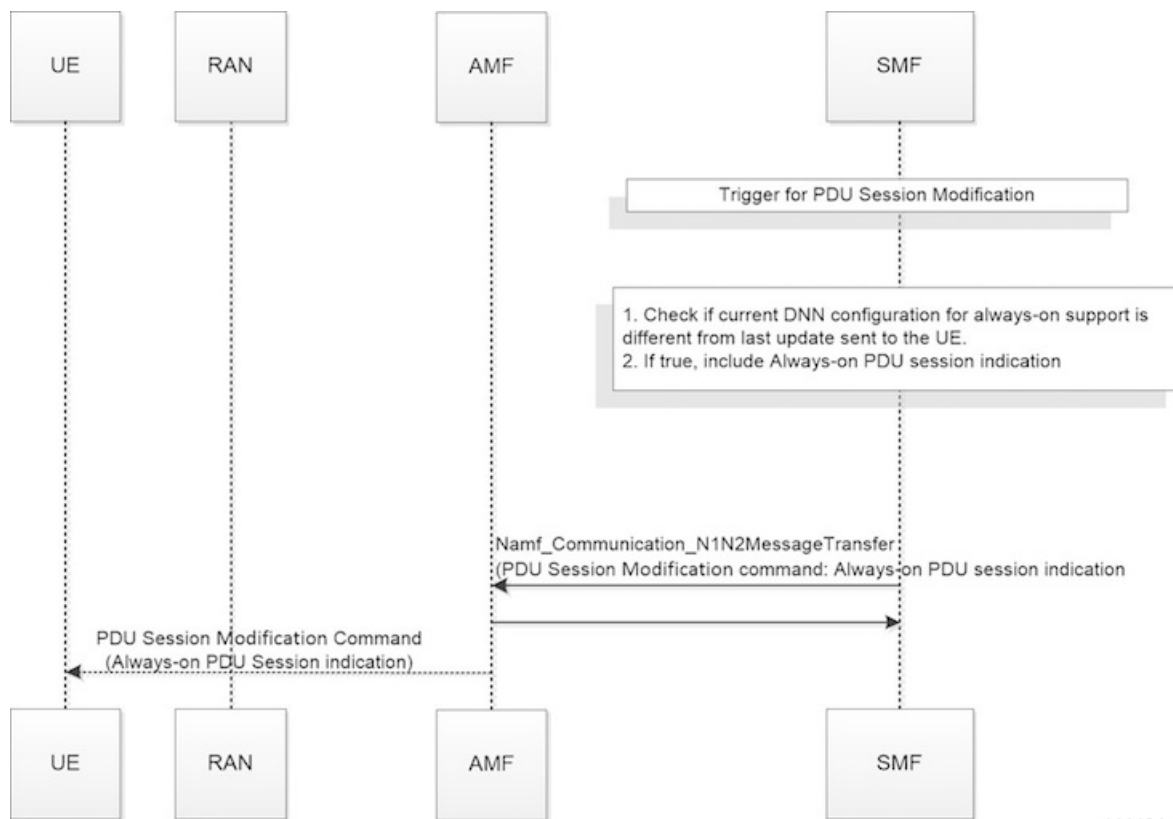 UE
RAN
AMF
SMF
Trigger for PDU Session Modification
1. Check if current DNN configuration for always-on support is
different from last update sent to the UE.
2. If true, include Always-on PDU session indication
Namf_Communication_N1N2MessageTransfer
(PDU Session Modification command: Always-on PDU session indication
PDU Session Modification Command
(Always-on PDU Session indication)
UE
RAN
AMF
SMF